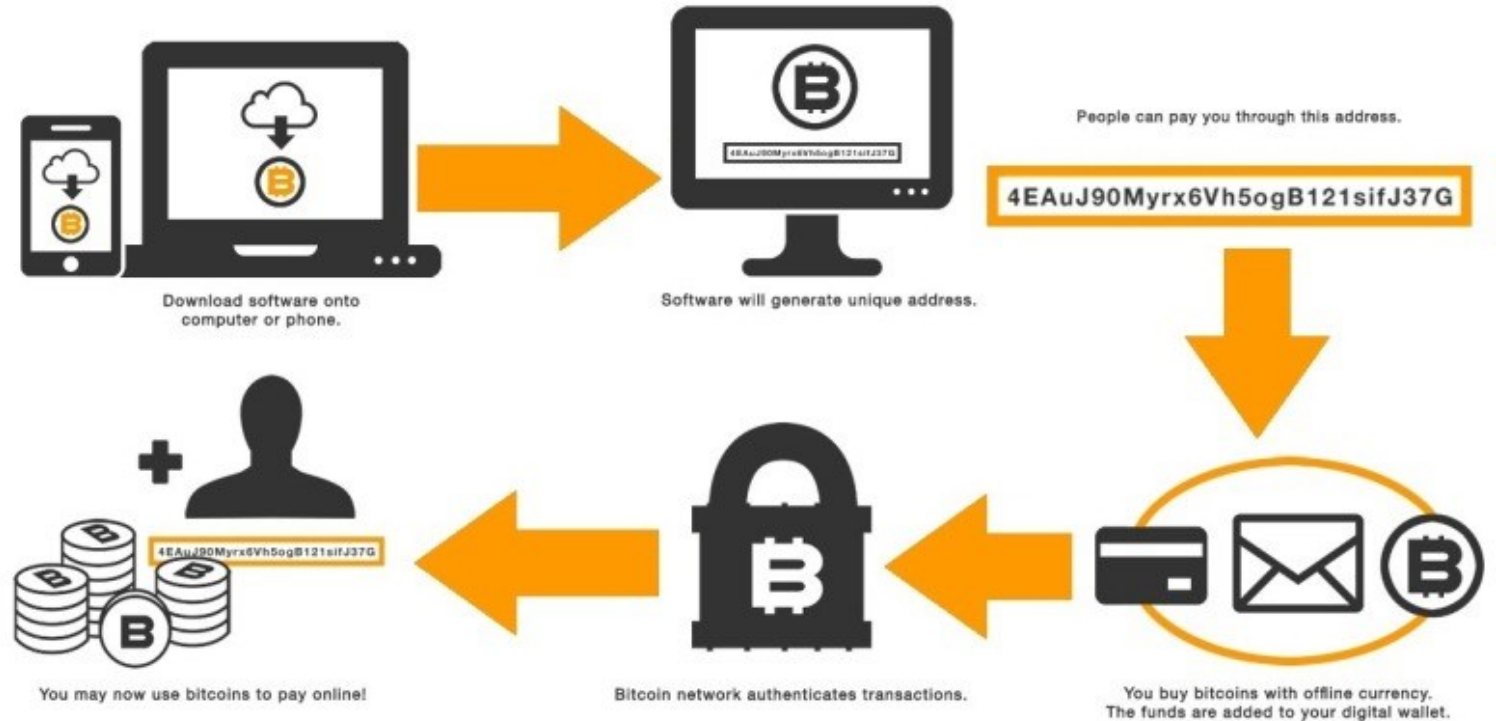 Download software onto
computer or phone.
4EAuJ90Myrx6Vh5ogB121sifJ37G
Software will generate unique address.
People can pay you through this address.
4EAuJ90Myrx6Vh5ogB121sifJ37G
You buy bitcoins with offline currency.
The funds are added to your digital wallet.
Bitcoin network authenticates transactions.
4EAuJ90Myrx6Vh5ogB121sifJ37G
You may now use bitcoins to pay online!